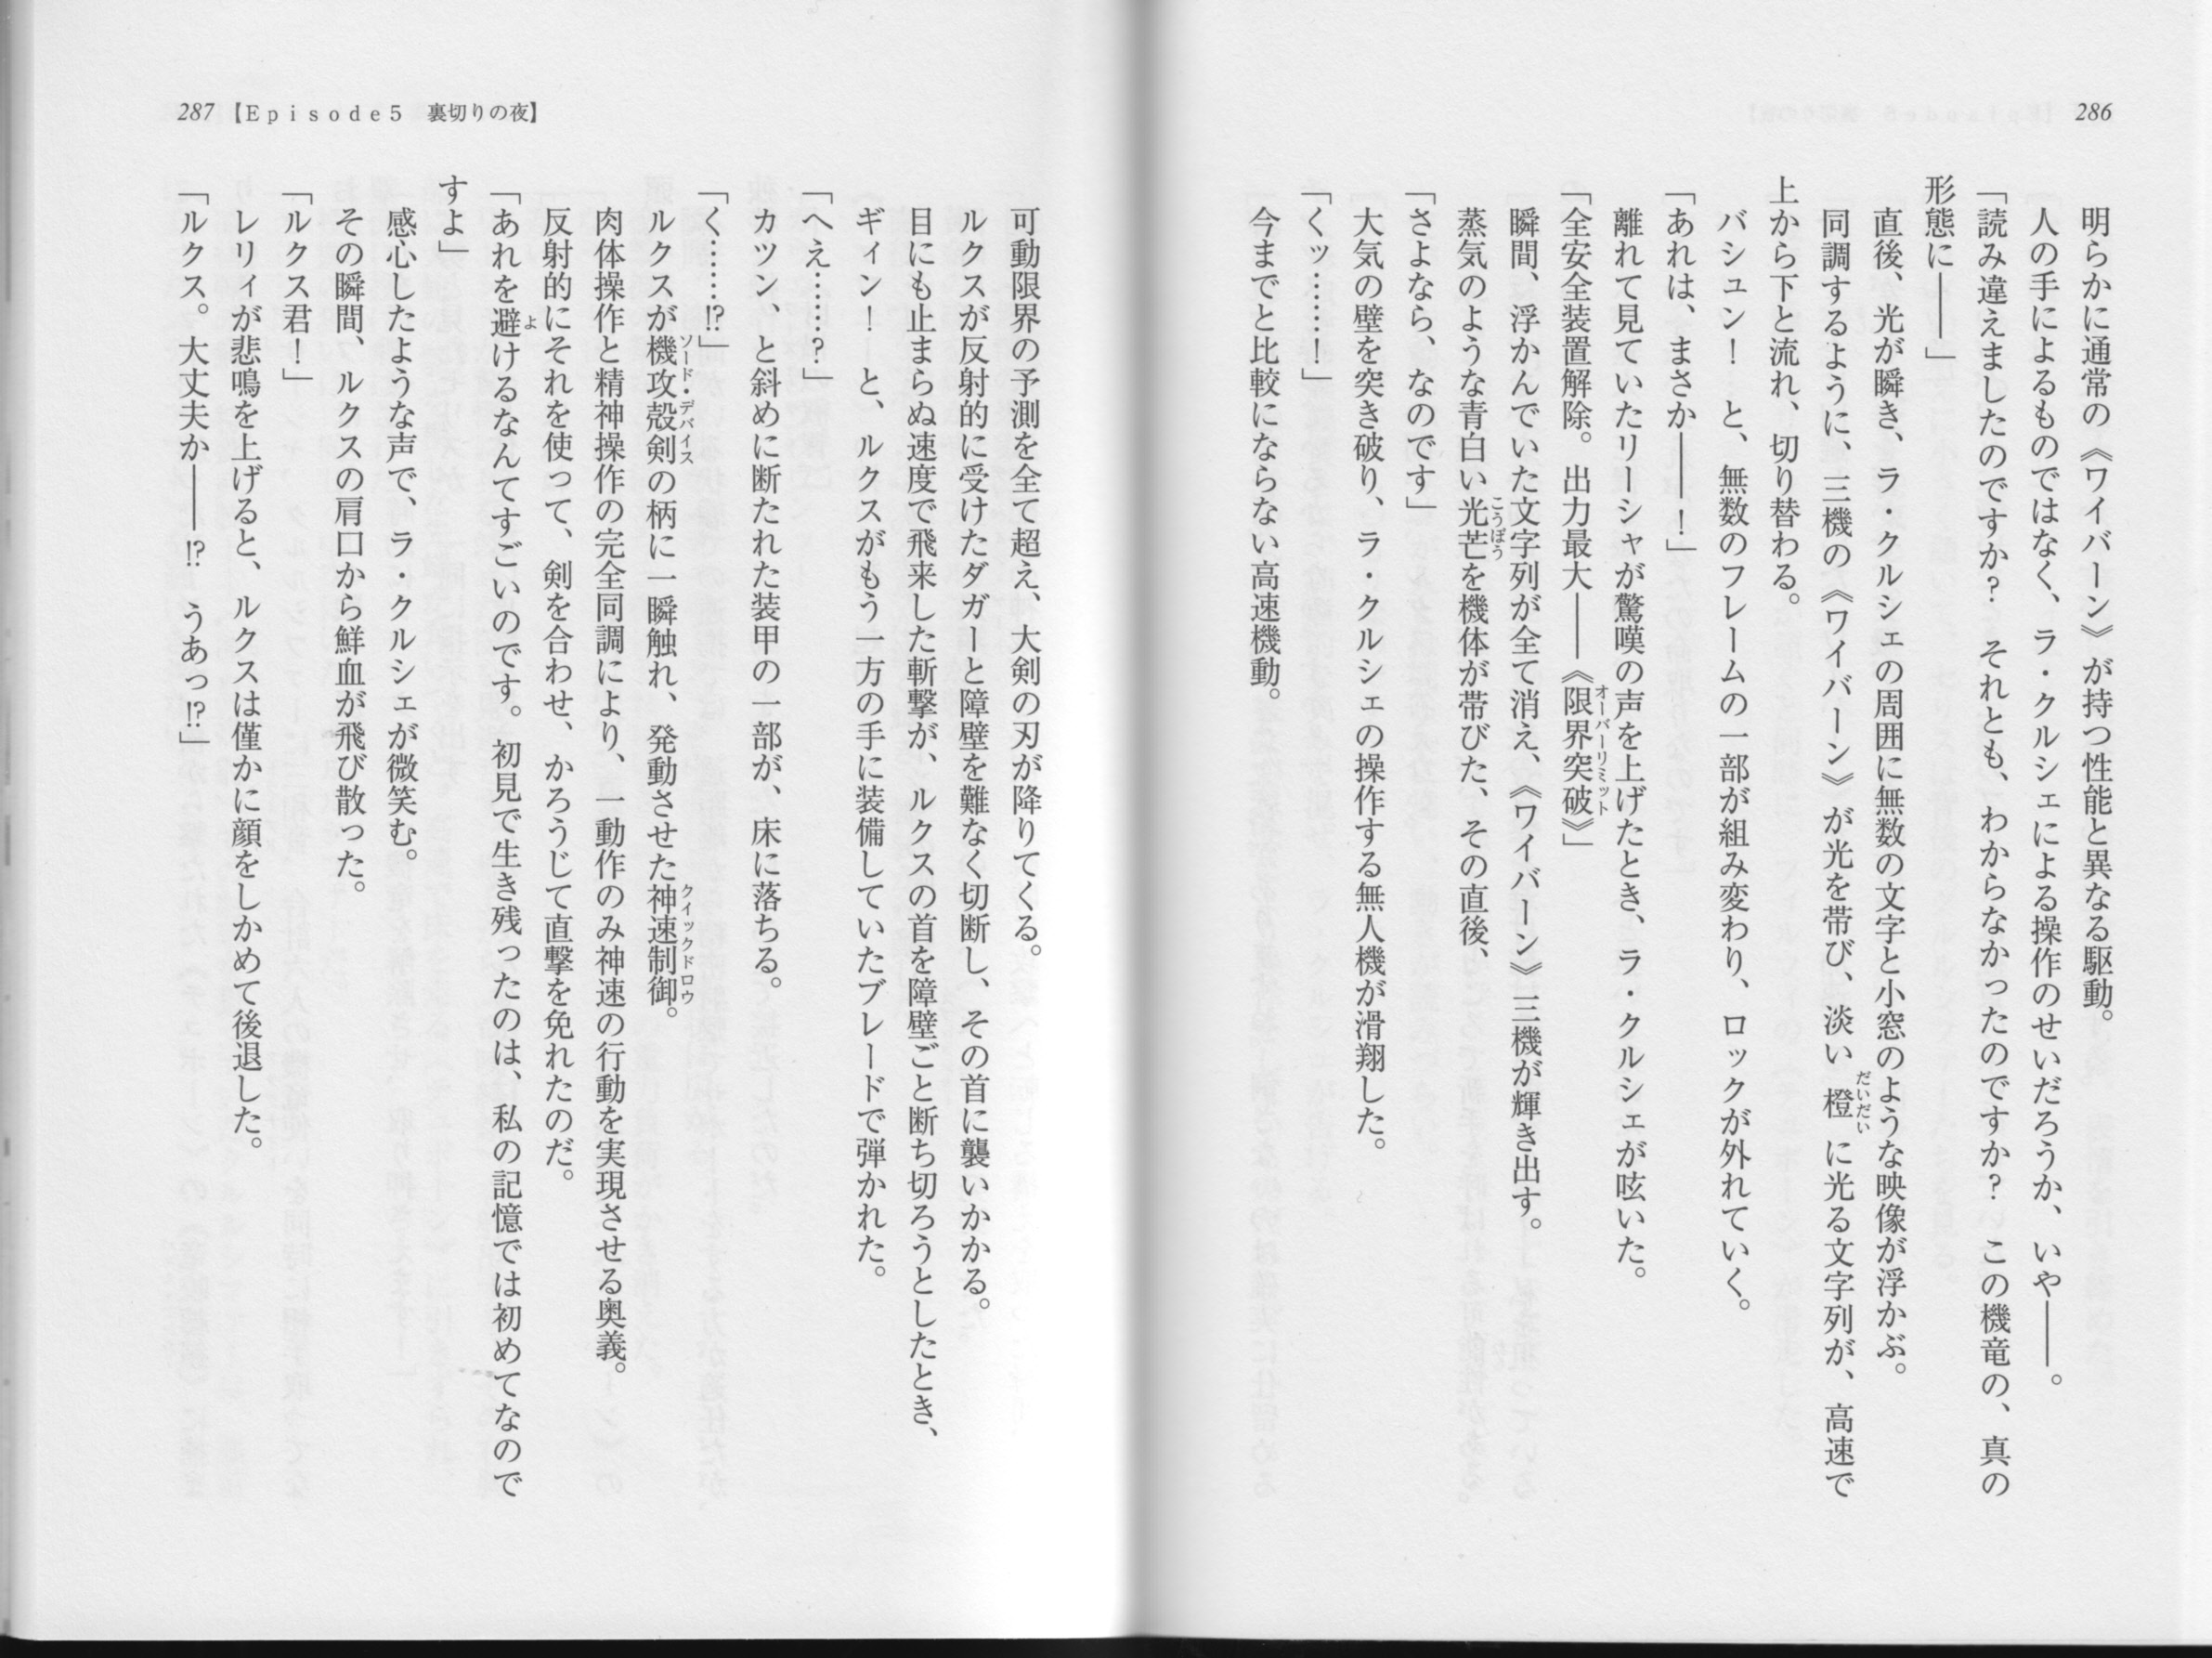 286
明らかに通常の《ワイバーン》が持つ性能と異なる駆動。
人の手によるものではなく、ラ・クルシェによる操作のせいだろうか、いや――。
「読み違えましたのですか？　それとも、わからなかったのですか？　この機竜の、真の
形態に――」
直後、光が瞬き、ラ・クルシェの周囲に無数の文字と小窓のような映像が浮かぶ。
同調するように、三機の《ワイバーン》が光を帯び、淡い橙に光る文字列が、高速で
上から下と流れ、切り替わる。
バシュン！　と、無数のフレームの一部が組み変わり、ロックが外れていく。
「あれは、まさか――！」
離れて見ていたリーシャが驚嘆の声を上げたとき、ラ・クルシェが呟いた。
「全安全装置解除。出力最大――《限界突破》」
瞬間、浮かんでいた文字列が全て消え、《ワイバーン》三機が輝き出す。
蒸気のような青白い光芒を機体が帯びた、その直後、
「さよなら、なのです」
大気の壁を突き破り、ラ・クルシェの操作する無人機が滑翔した。
「くッ……！」
今までと比較にならない高速機動。
287【Episode5　裏切りの夜】
可動限界の予測を全て超え、大剣の刃が降りてくる。
ルクスが反射的に受けたダガーと障壁を難なく切断し、その首に襲いかかる。
目にも止まらぬ速度で飛来した斬撃が、ルクスの首を障壁ごと断ち切ろうとしたとき、
ギィン！　と、ルクスがもう一方の手に装備していたブレードで弾かれた。
「へえ……？」
カツン、と斜めに断たれた装甲の一部が、床に落ちる。
「く……⁉」
ルクスが機攻殻剣の柄に一瞬触れ、発動させた神速制御。
肉体操作と精神操作の完全同調により、一動作のみ神速の行動を実現させる奥義。
反射的にそれを使って、剣を合わせ、かろうじて直撃を免れたのだ。
「あれを避けるなんてすごいのです。初見で生き残ったのは、私の記憶では初めてなので
すよ」
感心したような声で、ラ・クルシェが微笑む。
その瞬間、ルクスの肩口から鮮血が飛び散った。
「ルクス君！」
レリィが悲鳴を上げると、ルクスは僅かに顔をしかめて後退した。
「ルクス。大丈夫か――⁉　うあっ⁉」